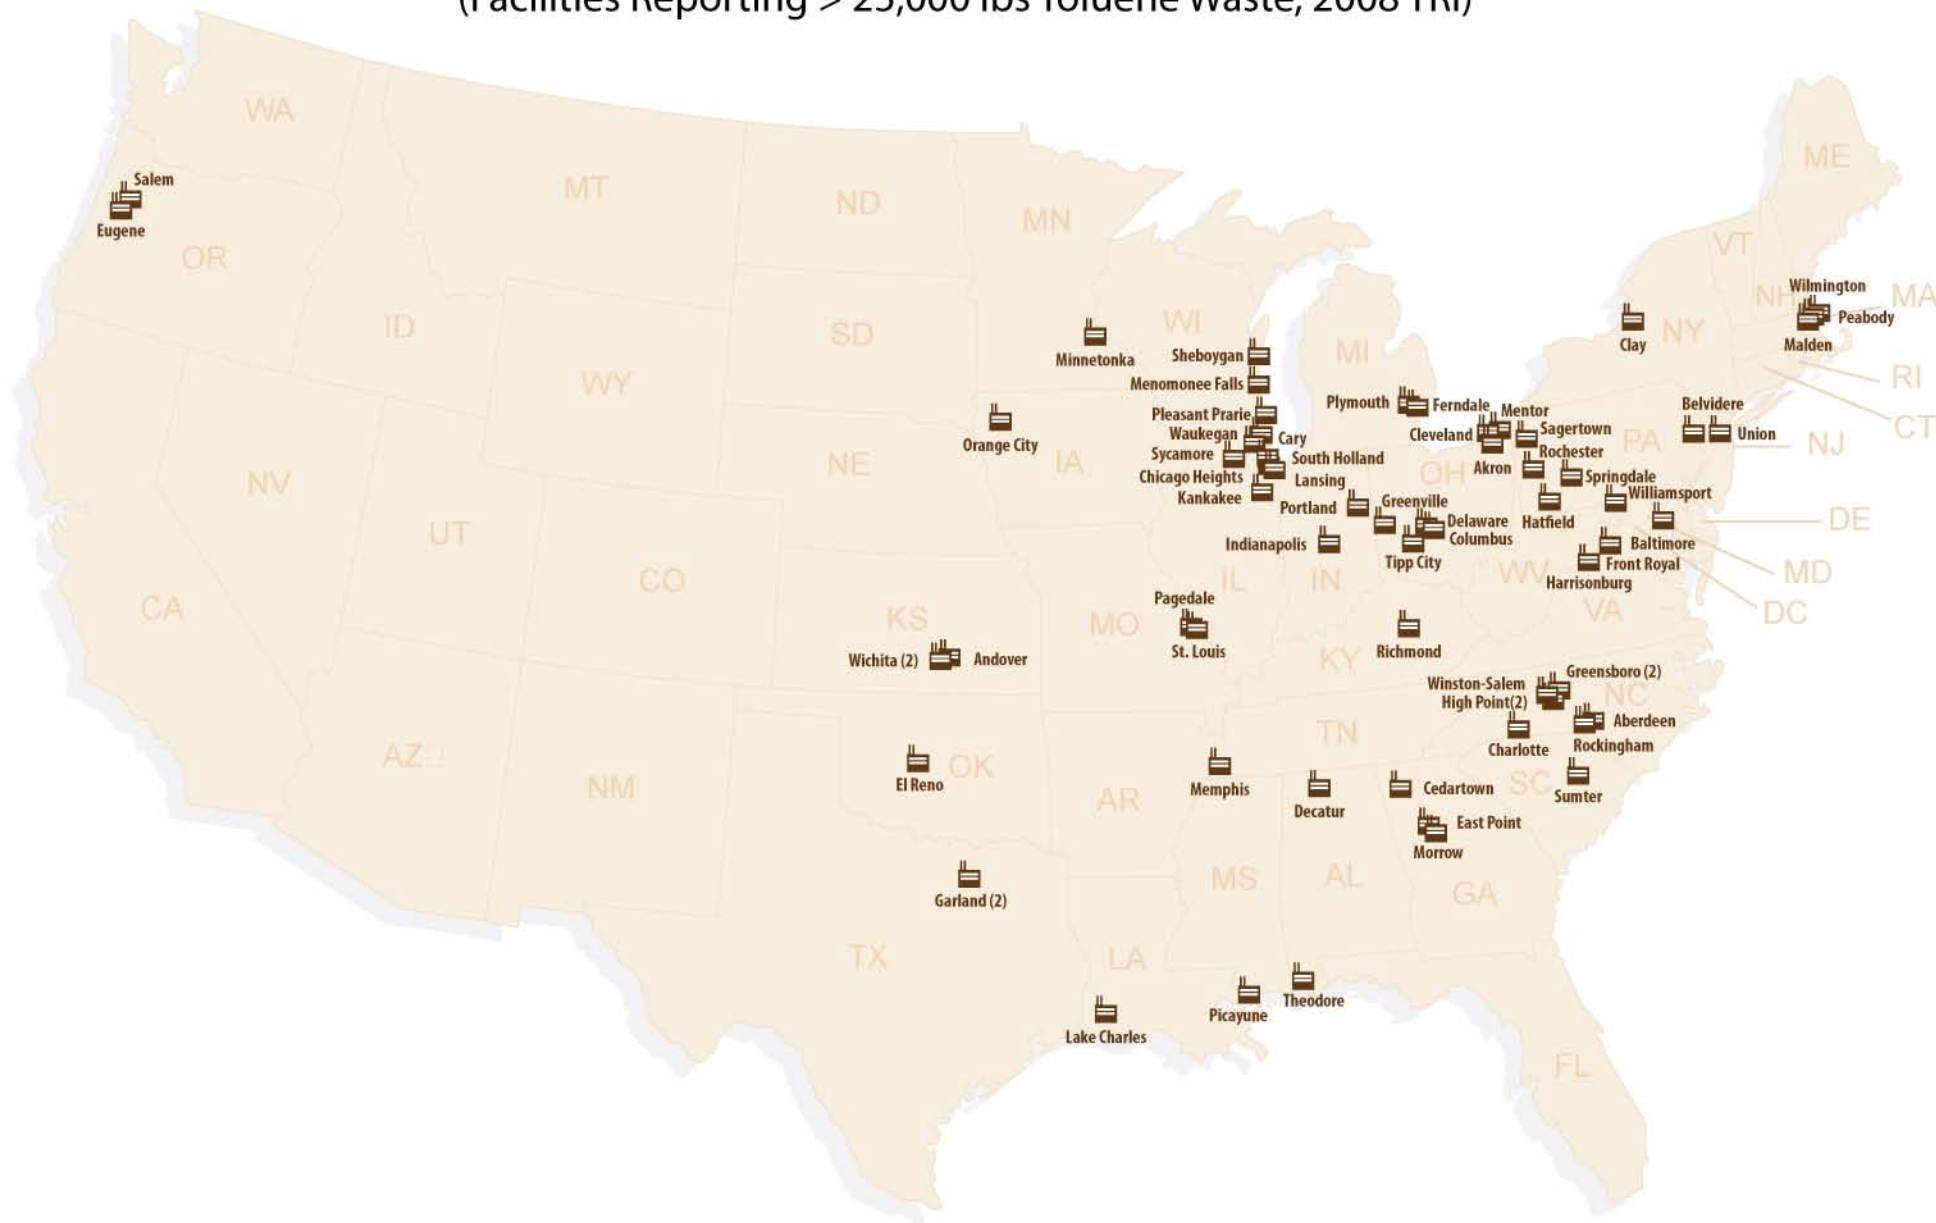 (Facilities Reporting > 25,000 lbs Toluene Waste, 2008 TRI)
WA
Salem
Eugene
OR
MT
ID
ND
MN
SD
WY
NV
UT
CA
AZ
CO
NM
NE
KS
Wichita (2)
Andover
El Reno
OK
Garland (2)
TX
Minnetonka
Orange City
IA
WI
Sheboygan
Menomonee Falls
Pleasant Prarie
Waukegan
Cary
Sycamore
South Holland
Chicago Heights
Lansing
Kankakee
MI
Plymouth
Ferndale
Mentor
Cleveland
Sagertown
Akron
Rochester
OH
PA
Springdale
Williamsport
Hatfield
Portland
Greenville
Delaware
Columbus
Tipp City
Indianapolis
IL
IN
WV
VA
Baltimore
Front Royal
Harrisonburg
ME
VT
NH
Wilmington
MA
Peabody
Malden
Clay
NY
RI
CT
Belvidere
Union
NJ
DE
MD
DC
MO
Pagedale
St. Louis
Richmond
KY
Winston-Salem
Greensboro (2)
High Point(2)
NC
Aberdeen
Rockingham
Charlotte
TN
Memphis
AR
Decatur
Cedartown
SC
Sumter
East Point
Morrow
MS
AL
GA
LA
Lake Charles
Picayune
Theodore
FL